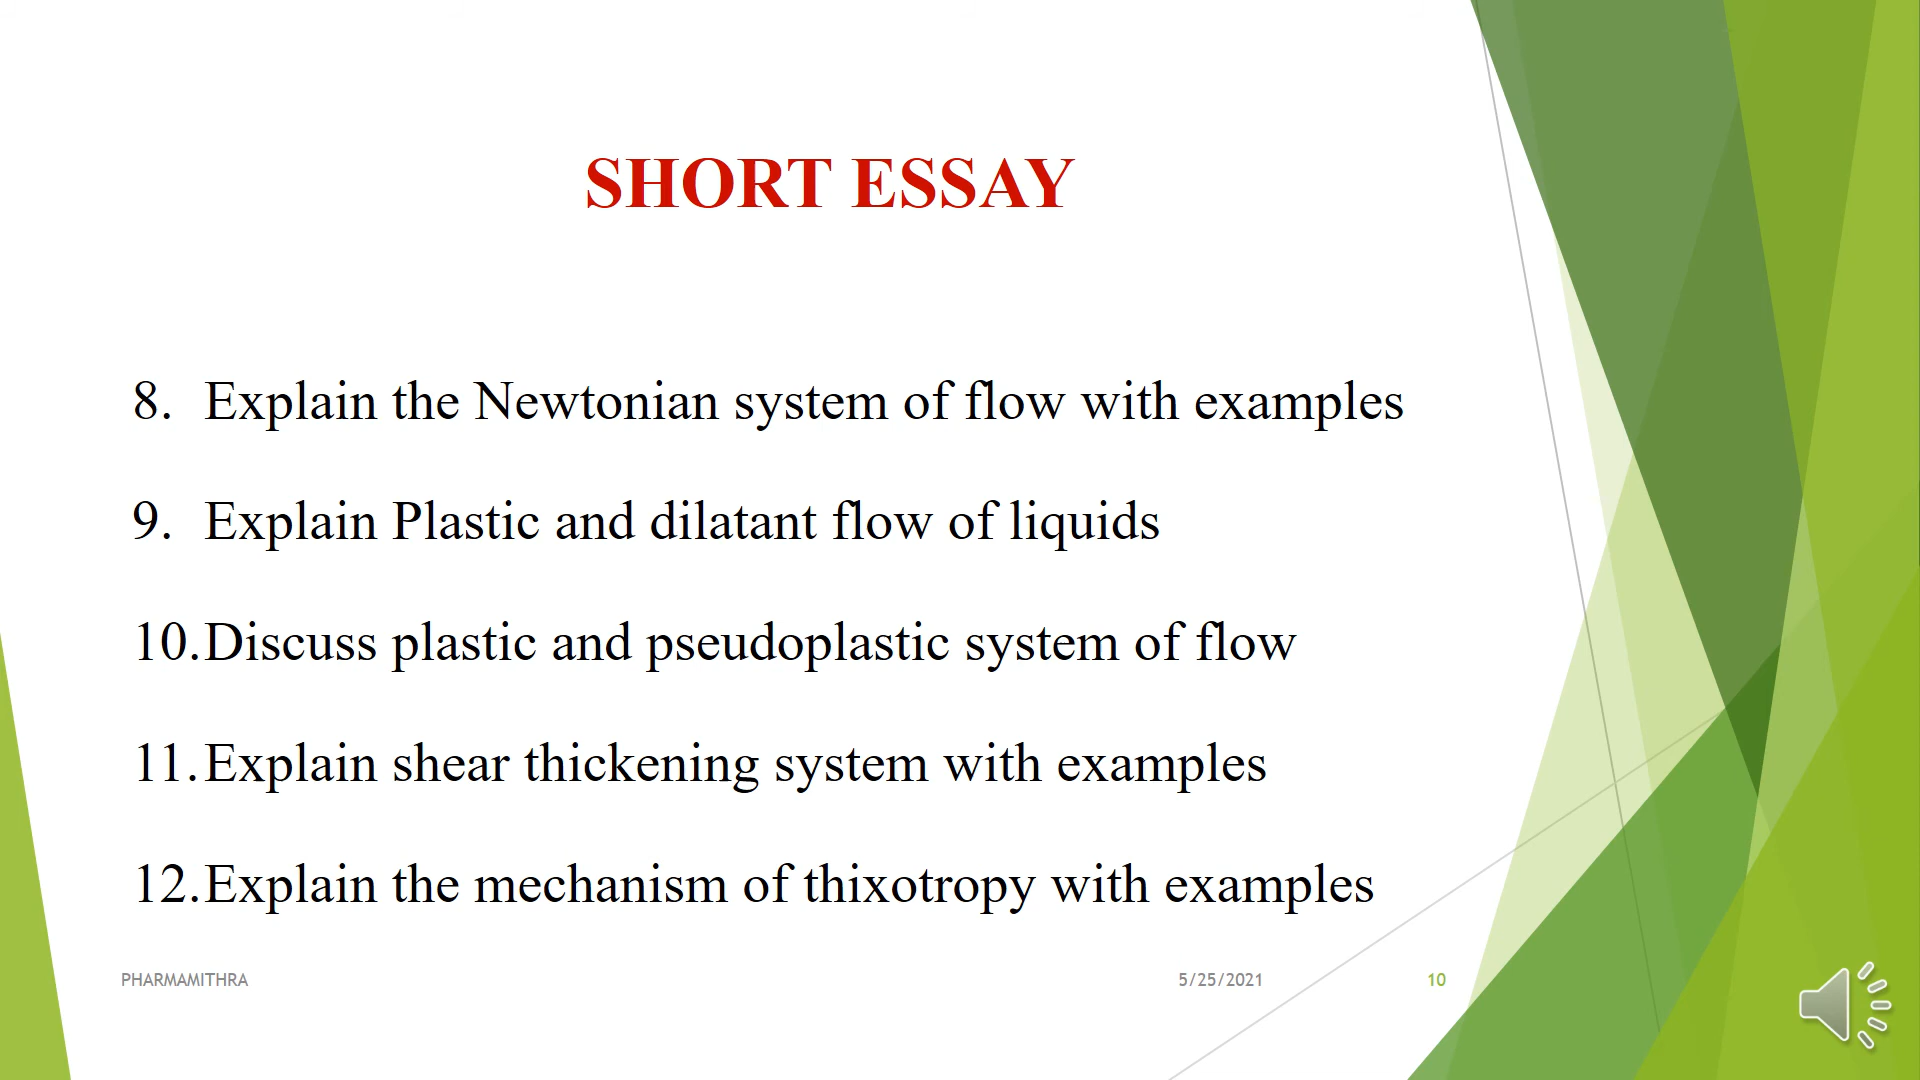 SHORT ESSAY
8. Explain the Newtonian system of flow with examples
9. Explain Plastic and dilatant flow of liquids
10. Discuss plastic and pseudoplastic system of flow
11. Explain shear thickening system with examples
12. Explain the mechanism of thixotropy with examples
PHARMAMITHRA 5/25/2021 10